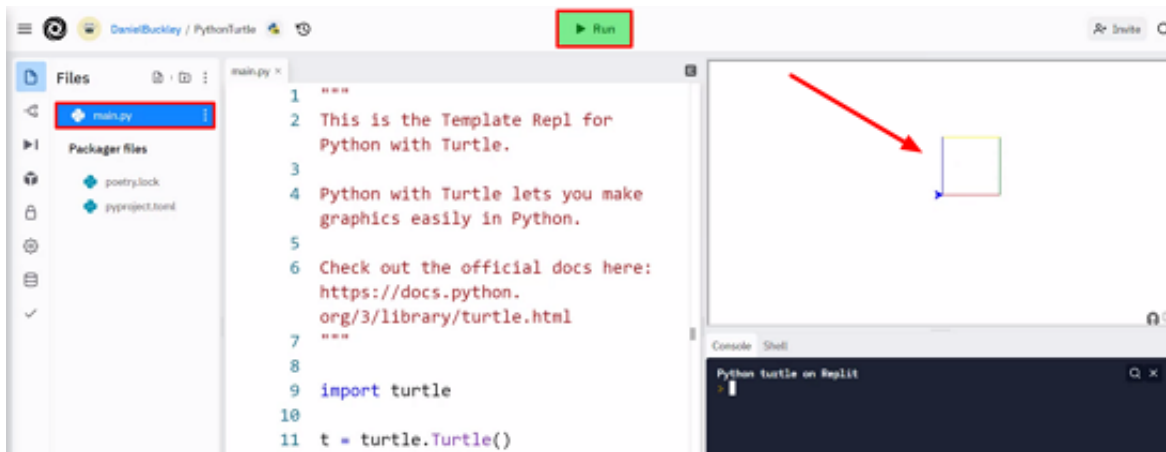 DanielBuckley / PythonTurtle
Run
Invite
Files
main.py
Packager files
poetry.lock
pyproject.toml
main.py ×
1 """
2 This is the Template Repl for
Python with Turtle.
3
4 Python with Turtle lets you make
graphics easily in Python.
5
6 Check out the official docs here:
https://docs.python.
org/3/library/turtle.html
7 """
8
9 import turtle
10
11 t = turtle.Turtle()
Console Shell
Python turtle on Replit
>